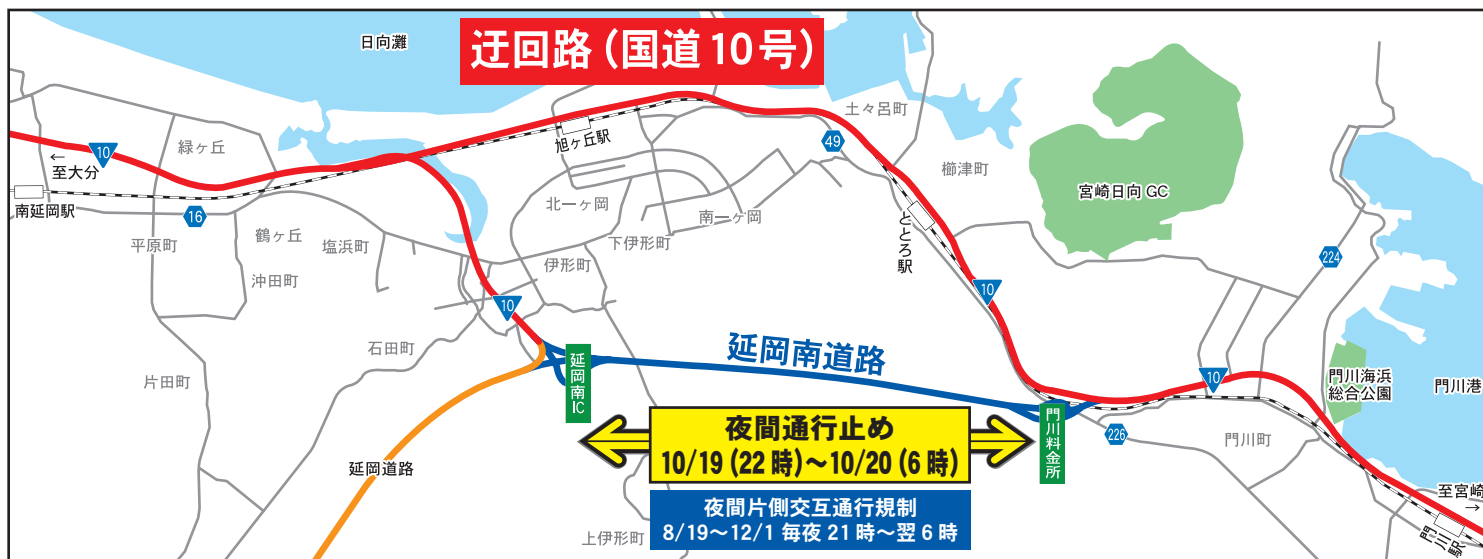 迂回路（国道10号）
日向灘
10
至大分
←
緑ヶ丘
南延岡駅
16
平原町
鶴ヶ丘
塩浜町
沖田町
石田町
片田町
旭ヶ丘駅
北一ヶ岡
南一ヶ岡
下伊形町
伊形町
10
土々呂町
49
櫛津町
ととろ駅
宮崎日向GC
10
224
延岡南道路
延岡南IC
門川料金所
10
226
門川町
門川海浜
総合公園
門川港
延岡道路
夜間通行止め
10/19（22時）～10/20（6時）
夜間片側交互通行規制
8/19～12/1 毎夜21時～翌6時
上伊形町
至宮崎
→
門川駅